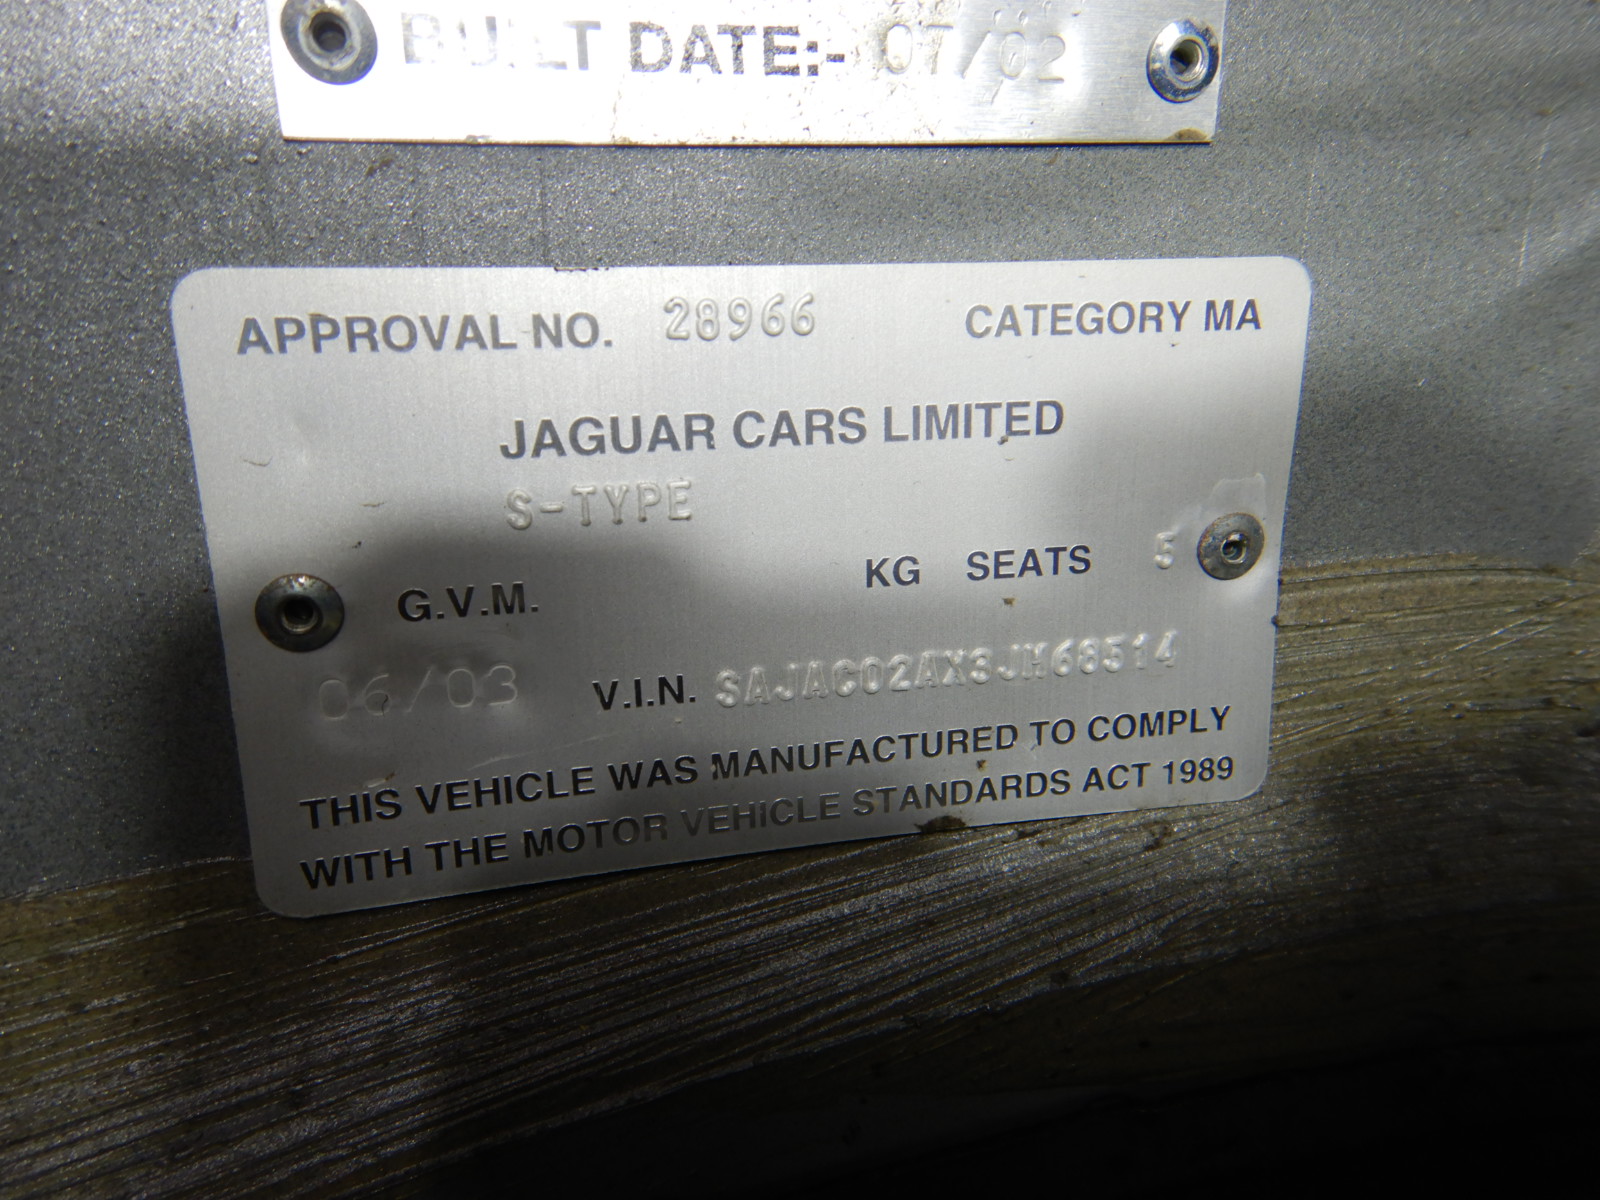 BUILT DATE:- 07/02
APPROVAL NO. 28966 CATEGORY MA
JAGUAR CARS LIMITED
S-TYPE
G.V.M. KG SEATS 5
06/03 V.I.N. SAJAC02AX3JM68514
THIS VEHICLE WAS MANUFACTURED TO COMPLY
WITH THE MOTOR VEHICLE STANDARDS ACT 1989